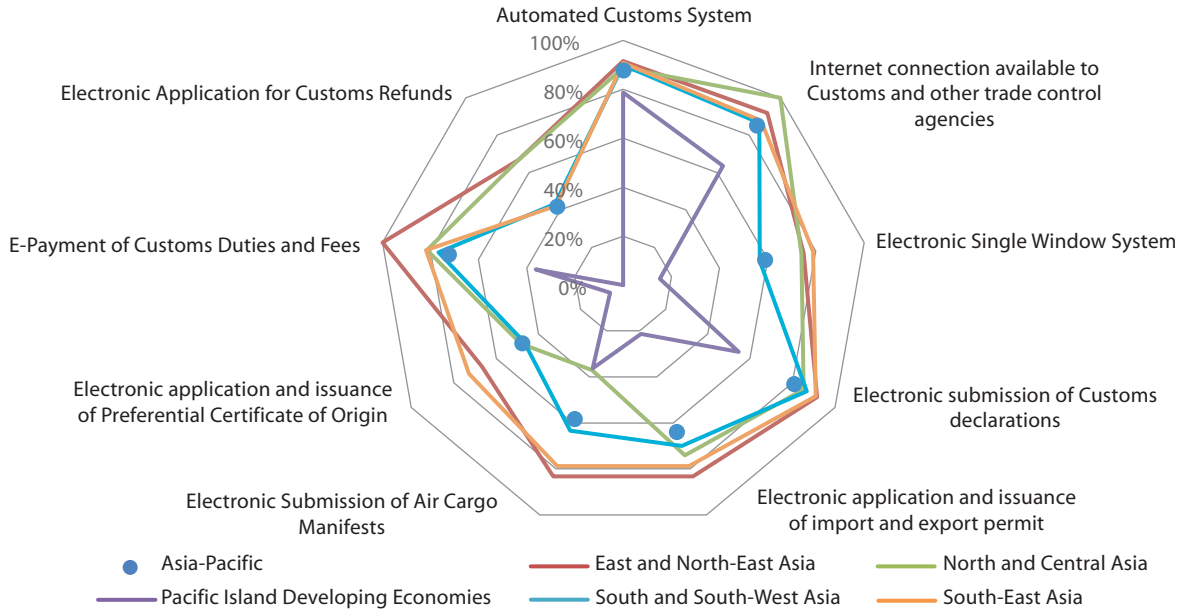 Automated Customs System
100%
80%
60%
40%
20%
0%
Internet connection available to
Customs and other trade control
agencies
Electronic Single Window System
Electronic submission of Customs
declarations
Electronic application and issuance
of import and export permit
Electronic Submission of Air Cargo
Manifests
Electronic application and issuance
of Preferential Certificate of Origin
E-Payment of Customs Duties and Fees
Electronic Application for Customs Refunds
Asia-Pacific
East and North-East Asia
North and Central Asia
Pacific Island Developing Economies
South and South-West Asia
South-East Asia